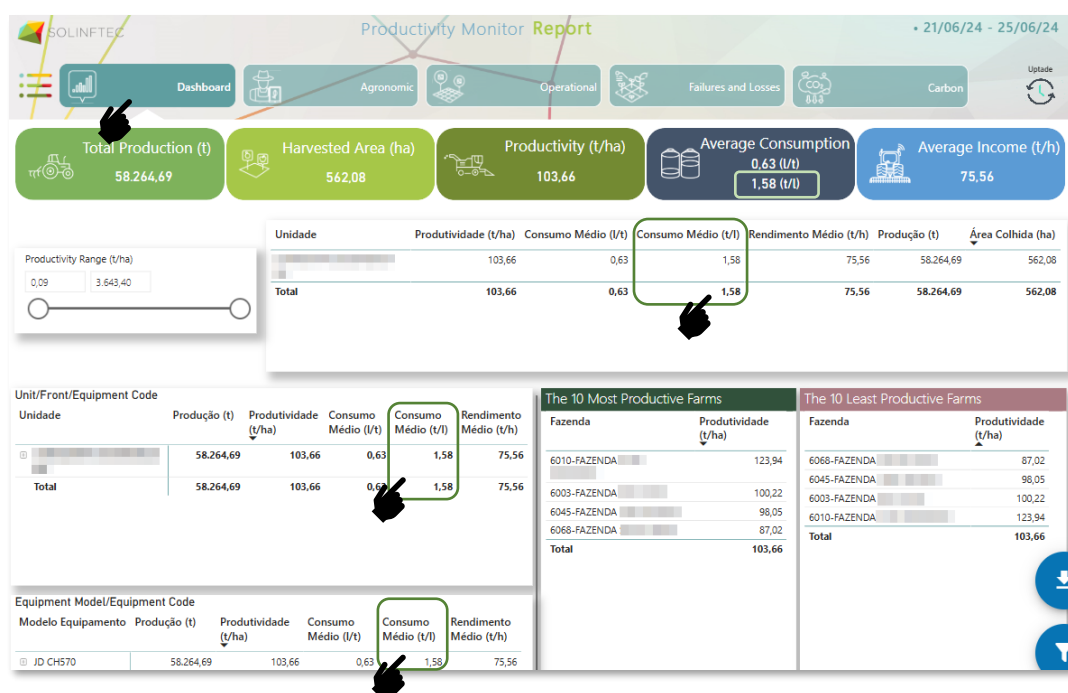 SOLINFTEC
Productivity Monitor Report
• 21/06/24 - 25/06/24
Dashboard
Agronomic
Operational
Failures and Losses
CO₂
Carbon
Uptade
Total Production (t)
58.264,69
Harvested Area (ha)
562,08
Productivity (t/ha)
103,66
Average Consumption
0,63 (l/t)
1,58 (t/l)
Average Income (t/h)
75,56
Productivity Range (t/ha)
0,09 3.643,40
Unidade Produtividade (t/ha) Consumo Médio (l/t) Consumo Médio (t/l) Rendimento Médio (t/h) Produção (t) Área Colhida (ha)
103,66 0,63 1,58 75,56 58.264,69 562,08
Total 103,66 0,63 1,58 75,56 58.264,69 562,08
Unit/Front/Equipment Code
Unidade Produção (t) Produtividade (t/ha) Consumo Médio (l/t) Consumo Médio (t/l) Rendimento Médio (t/h)
58.264,69 103,66 0,63 1,58 75,56
Total 58.264,69 103,66 0,63 1,58 75,56
The 10 Most Productive Farms
Fazenda Produtividade (t/ha)
6010-FAZENDA 123,94
6003-FAZENDA 100,22
6045-FAZENDA 98,05
6068-FAZENDA 87,02
Total 103,66
The 10 Least Productive Farms
Fazenda Produtividade (t/ha)
6068-FAZENDA 87,02
6045-FAZENDA 98,05
6003-FAZENDA 100,22
6010-FAZENDA 123,94
Total 103,66
Equipment Model/Equipment Code
Modelo Equipamento Produção (t) Produtividade (t/ha) Consumo Médio (l/t) Consumo Médio (t/l) Rendimento Médio (t/h)
JD CH570 58.264,69 103,66 0,63 1,58 75,56